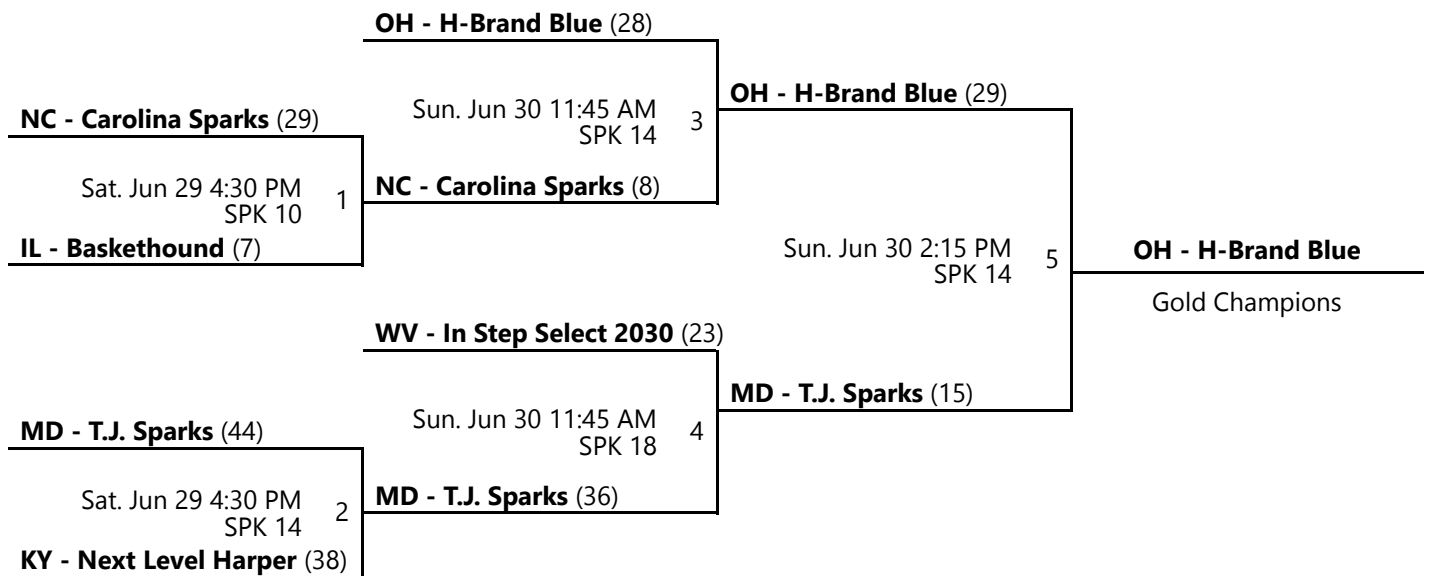 OH - H-Brand Blue (28)
OH - H-Brand Blue (29)
NC - Carolina Sparks (29)
Sun. Jun 30 11:45 AM
SPK 14
3
Sat. Jun 29 4:30 PM
SPK 10
1
NC - Carolina Sparks (8)
IL - Baskethound (7)
Sun. Jun 30 2:15 PM
SPK 14
5
OH - H-Brand Blue
Gold Champions
WV - In Step Select 2030 (23)
MD - T.J. Sparks (15)
Sun. Jun 30 11:45 AM
SPK 18
4
MD - T.J. Sparks (44)
Sat. Jun 29 4:30 PM
SPK 14
2
MD - T.J. Sparks (36)
KY - Next Level Harper (38)